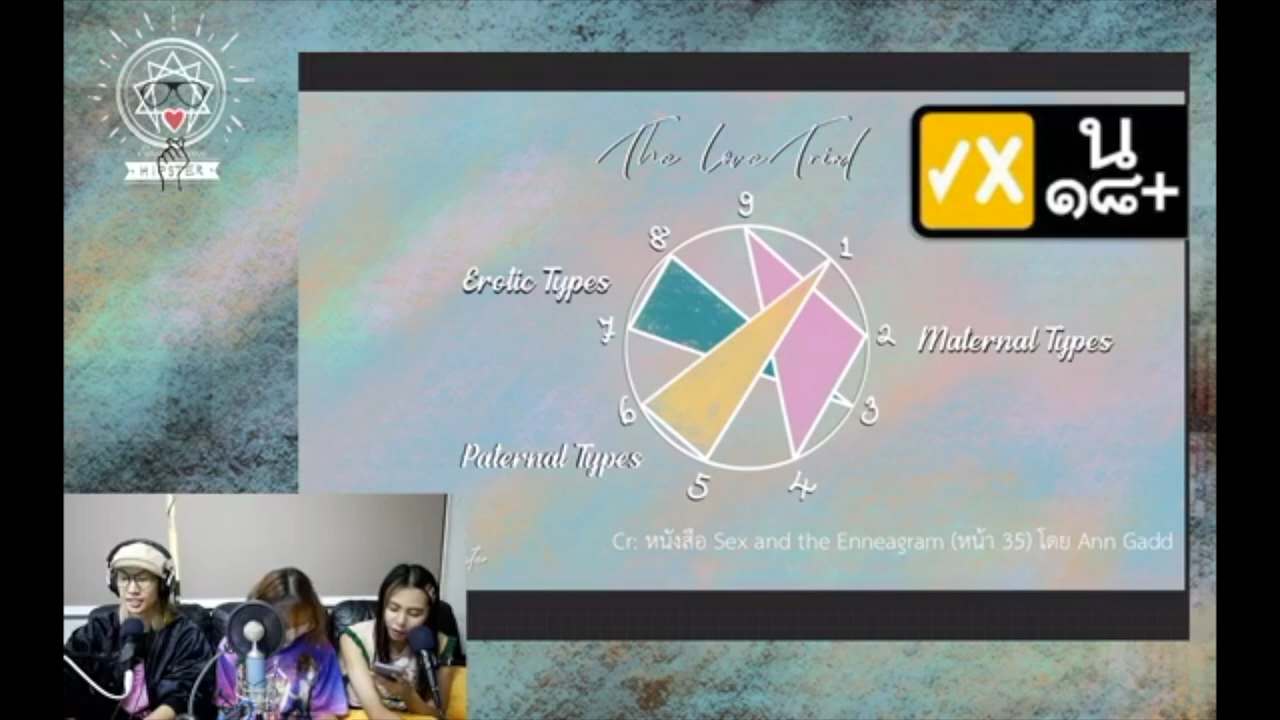 HIPSTER
The Love Triad
√X
น
๑๘+
9
8
1
Erotic Types
7
2
Maternal Types
6
3
Paternal Types
5
4
Cr: หนังสือ Sex and the Enneagram (หน้า 35) โดย Ann Gadd